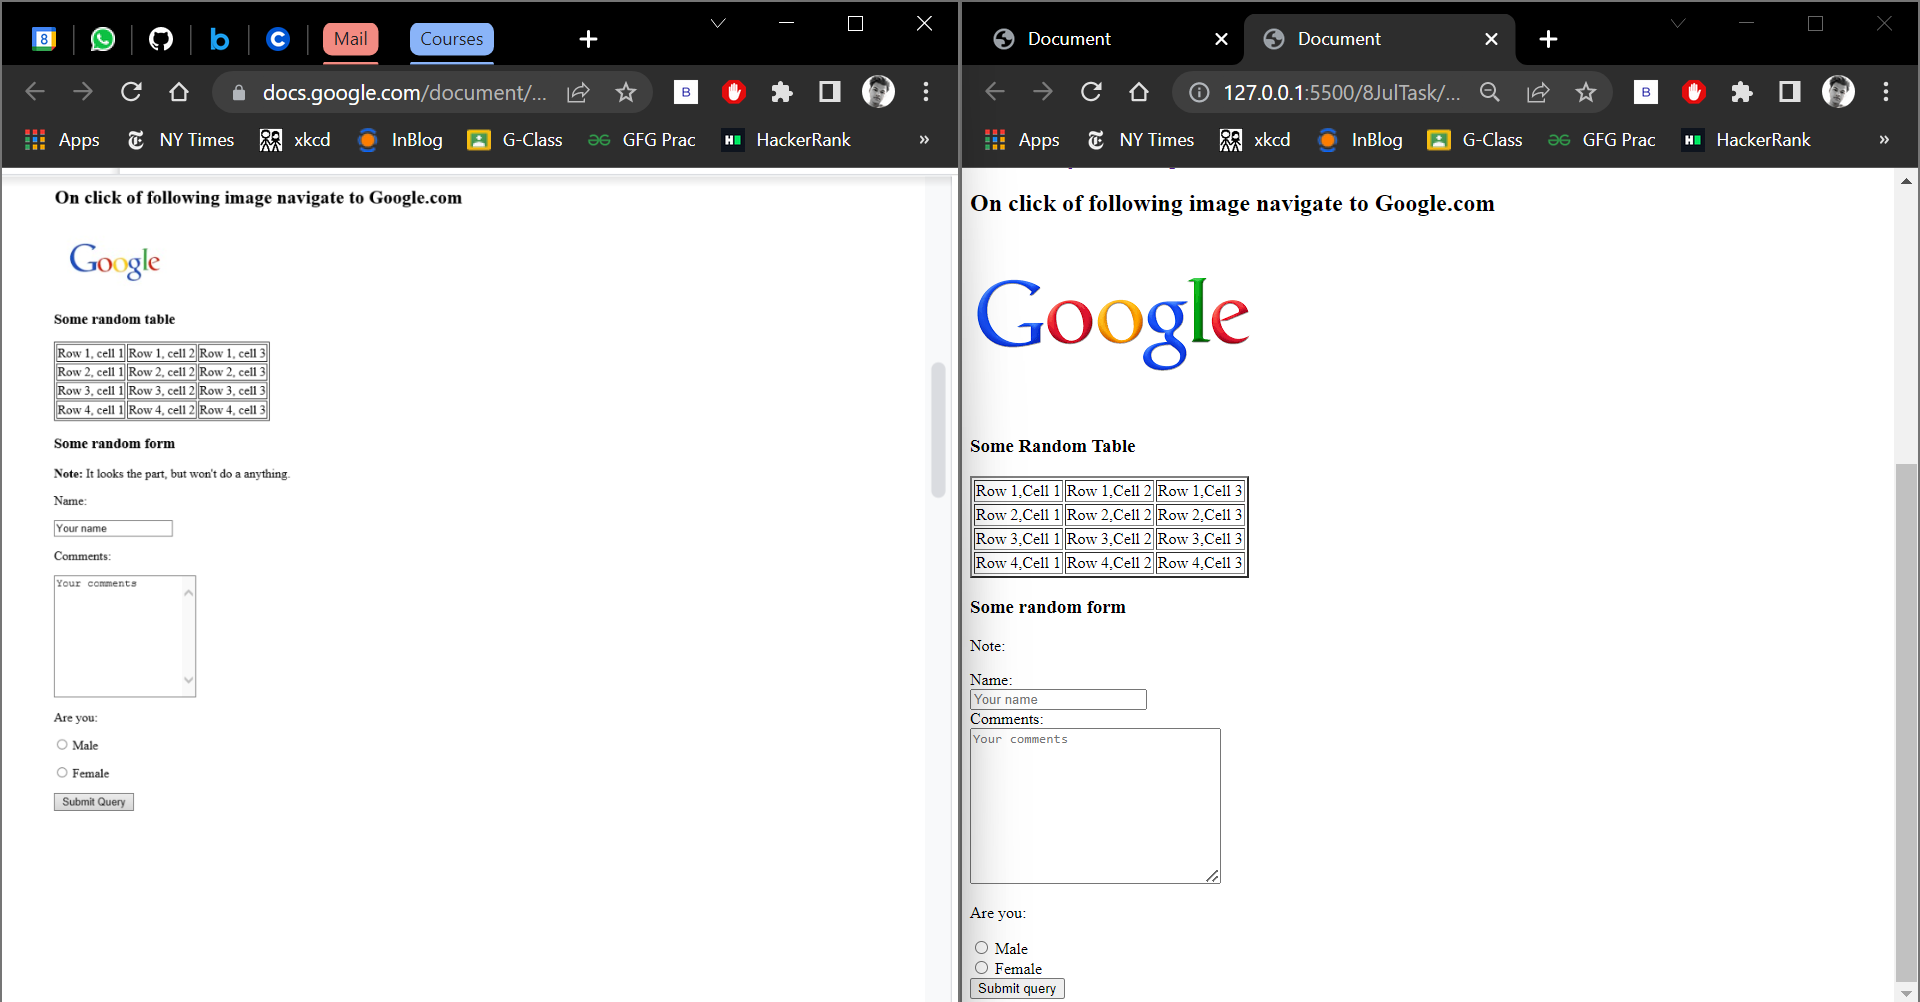 8
Mail
Courses
docs.google.com/document/...
B
Apps
NY Times
xkcd
InBlog
G-Class
GFG Prac
HackerRank
»
On click of following image navigate to Google.com
Google
Some random table
Row 1, cell 1 Row 1, cell 2 Row 1, cell 3
Row 2, cell 1 Row 2, cell 2 Row 2, cell 3
Row 3, cell 1 Row 3, cell 2 Row 3, cell 3
Row 4, cell 1 Row 4, cell 2 Row 4, cell 3
Some random form
Note: It looks the part, but won't do a anything.
Name:
Your name
Comments:
Your comments
Are you:
Male
Female
Submit Query
Document
Document
127.0.0.1:5500/8JulTask/...
B
Apps
NY Times
xkcd
InBlog
G-Class
GFG Prac
HackerRank
»
On click of following image navigate to Google.com
Google
Some Random Table
Row 1,Cell 1 Row 1,Cell 2 Row 1,Cell 3
Row 2,Cell 1 Row 2,Cell 2 Row 2,Cell 3
Row 3,Cell 1 Row 3,Cell 2 Row 3,Cell 3
Row 4,Cell 1 Row 4,Cell 2 Row 4,Cell 3
Some random form
Note:
Name:
Your name
Comments:
Your comments
Are you:
Male
Female
Submit query